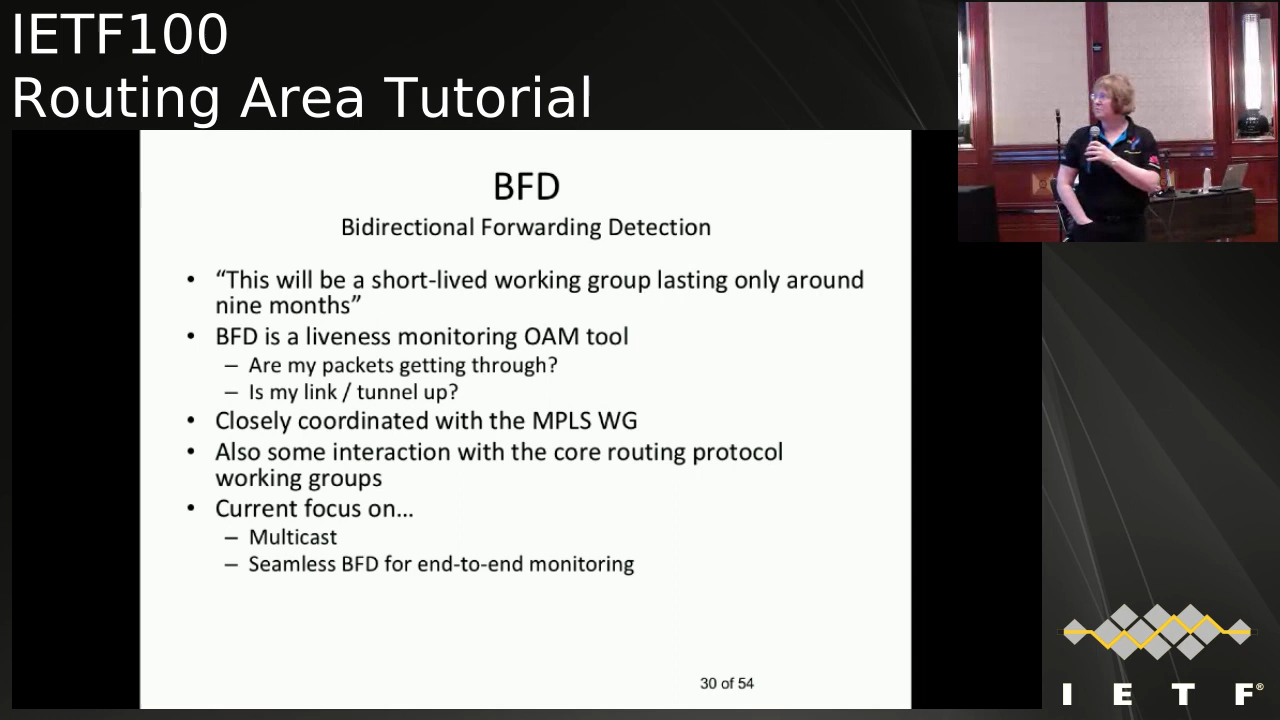 IETF100
Routing Area Tutorial
BFD
Bidirectional Forwarding Detection
• “This will be a short-lived working group lasting only around
nine months”
• BFD is a liveness monitoring OAM tool
– Are my packets getting through?
– Is my link / tunnel up?
• Closely coordinated with the MPLS WG
• Also some interaction with the core routing protocol
working groups
• Current focus on…
– Multicast
– Seamless BFD for end-to-end monitoring
30 of 54
I E T F®